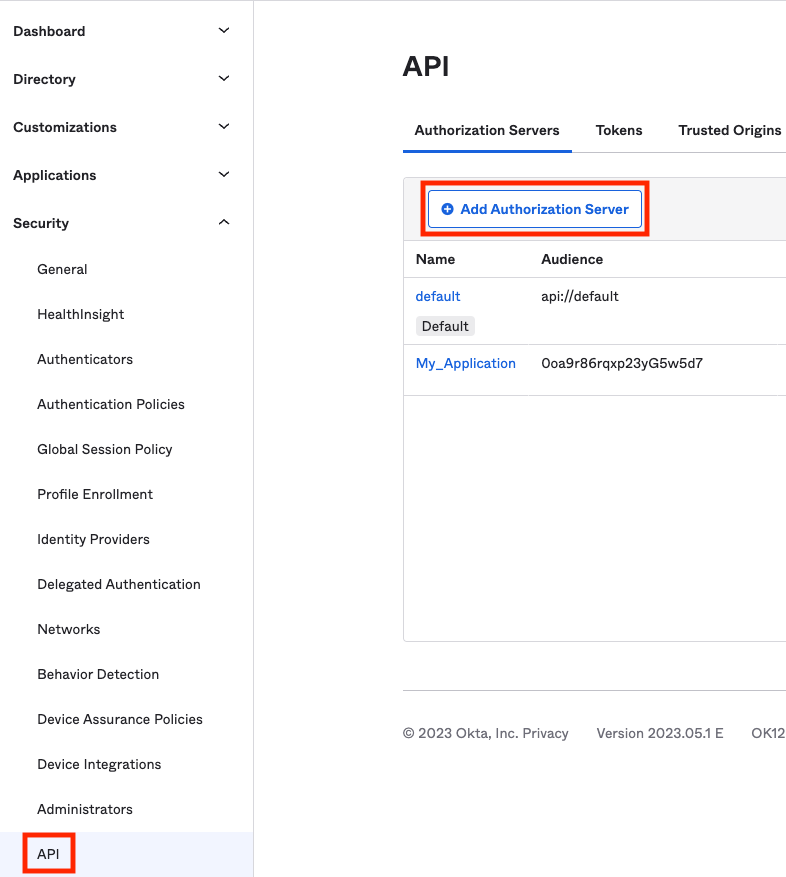 Dashboard
Directory
Customizations
Applications
Security
General
HealthInsight
Authenticators
Authentication Policies
Global Session Policy
Profile Enrollment
Identity Providers
Delegated Authentication
Networks
Behavior Detection
Device Assurance Policies
Device Integrations
Administrators
API
API
Authorization Servers Tokens Trusted Origins
Add Authorization Server
Name Audience
default api://default
Default
My_Application 0oa9r86rqxp23yG5w5d7
© 2023 Okta, Inc. Privacy Version 2023.05.1 E OK12